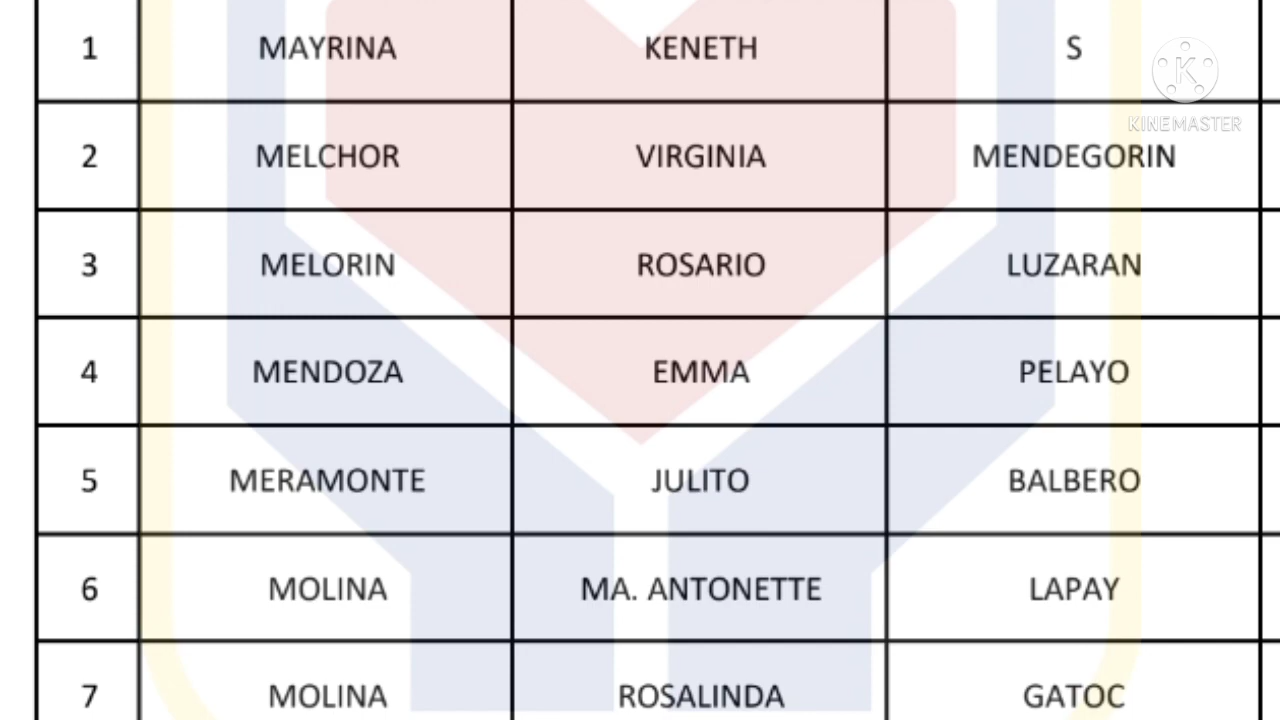 1 MAYRINA KENETH S
KINEMASTER
2 MELCHOR VIRGINIA MENDEGORIN
3 MELORIN ROSARIO LUZARAN
4 MENDOZA EMMA PELAYO
5 MERAMONTE JULITO BALBERO
6 MOLINA MA. ANTONETTE LAPAY
7 MOLINA ROSALINDA GATOC